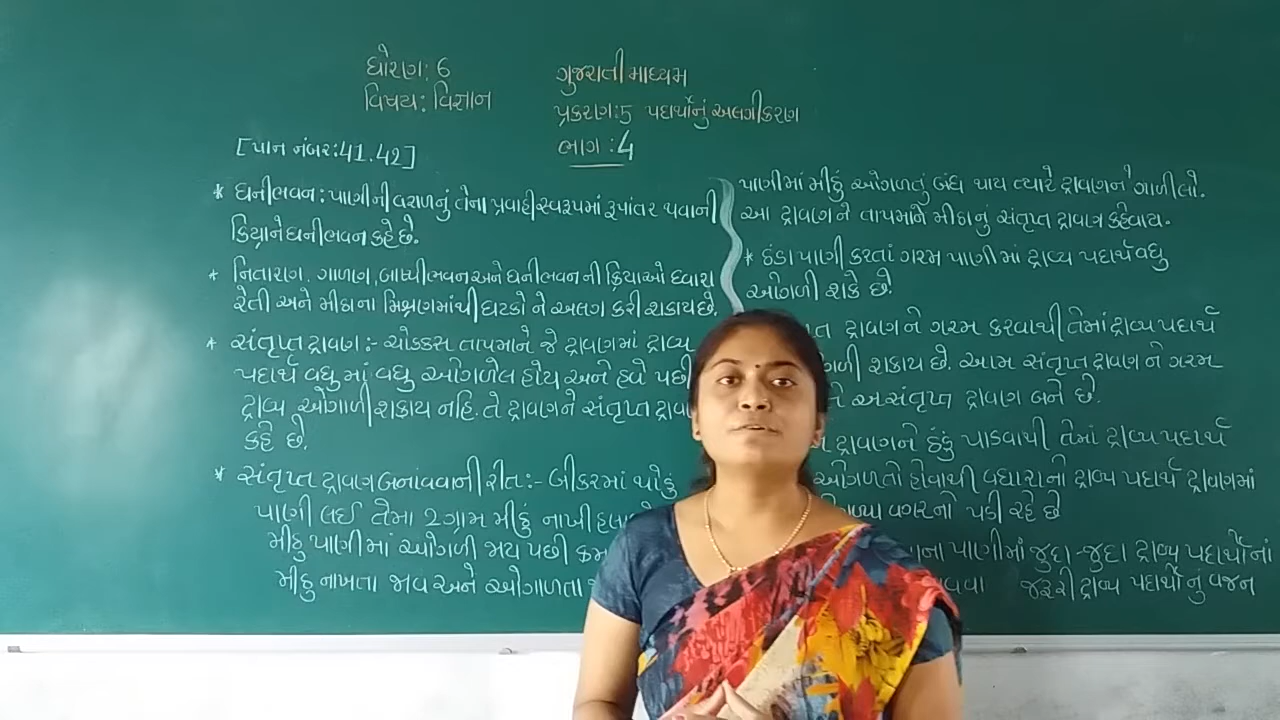 ધોરણ: 6
વિષય: વિજ્ઞાન
ગુજરાતી માધ્યમ
પ્રકરણ:5 પદાર્થોનું અલગીકરણ
ભાગ : 4
[પાન નંબર:41.42]
* ઘનીભવન: પાણીની વરાળનું તેના પ્રવાહી સ્વરૂપમાં રૂપાંતર થવાની
ક્રિયાને ઘનીભવન કહે છે.
* નિતારણ, ગાળણ, બાષ્પીભવન અને ઘનીભવન ની ક્રિયાઓ દ્વારા
રેતી અને મીઠાના મિશ્રણમાંથી ઘટકો ને અલગ કરી શકાય છે.
* સંતૃપ્ત દ્રાવણ :- ચોક્કસ તાપમાને જે દ્રાવણમાં દ્રાવ્ય
પદાર્થ વધુ માં વધુ ઓગળેલ હોય અને હવે પછી
દ્રાવ્ય ઓગાળી શકાય નહિ. તે દ્રાવણને સંતૃપ્ત
કહે છે.
* સંતૃપ્ત દ્રાવણ બનાવવાની રીત :- બીકરમાં થોડું
પાણી લઈ તેમા 2 ગ્રામ મીઠું નાખી
મીઠુ પાણીમાં ઓગળી જાય પછી
મીઠુ નાખતા જાવ અને ઓગાળતા
પાણીમાં મીઠું ઓગળતું બંધ થાય ત્યારે દ્રાવણને ગાળી લો.
આ દ્રાવણ ને તાપમાને મીઠાનું સંતૃપ્ત દ્રાવણ કહેવાય.
* ઠંડા પાણી કરતાં ગરમ પાણી માં દ્રાવ્ય પદાર્થ વધુ
ઓગળી શકે છે.
દ્રાવણ ને ગરમ કરવાથી તેમાં દ્રાવ્ય પદાર્થ
શકાય છે. આમ સંતૃપ્ત દ્રાવણ ને ગરમ
અસંતૃપ્ત દ્રાવણ બને છે.
દ્રાવણને ઠંડું પાડવાથી તેમાં દ્રાવ્ય પદાર્થ
ઓગળતો હોવાથી વધારાનો દ્રાવ્ય પદાર્થ દ્રાવણમાં
વગરનો પડી રહે છે
પાણીમાં જુદા-જુદા દ્રાવ્ય પદાર્થોનાં
જરૂરી દ્રાવ્ય પદાર્થોનું વજન